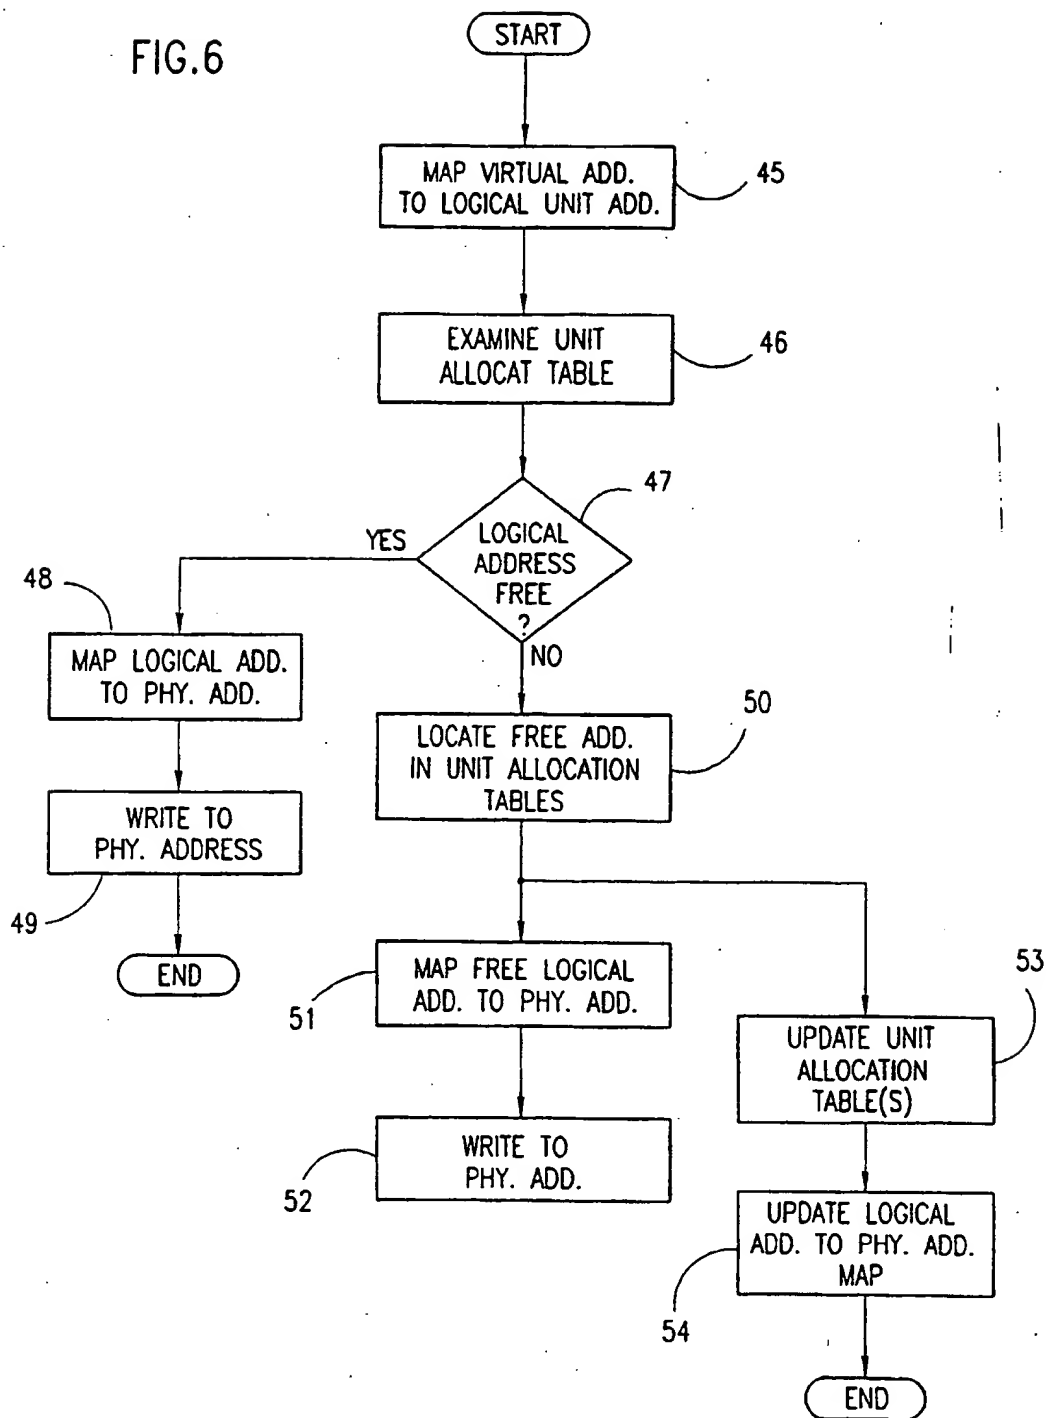 FIG.6
START
MAP VIRTUAL ADD.
TO LOGICAL UNIT ADD.
45
EXAMINE UNIT
ALLOCAT TABLE
46
47
LOGICAL
ADDRESS
FREE
?
YES
NO
48
MAP LOGICAL ADD.
TO PHY. ADD.
WRITE TO
PHY. ADDRESS
49
END
50
LOCATE FREE ADD.
IN UNIT ALLOCATION
TABLES
MAP FREE LOGICAL
ADD. TO PHY. ADD.
51
WRITE TO
PHY. ADD.
52
53
UPDATE UNIT
ALLOCATION
TABLE(S)
UPDATE LOGICAL
ADD. TO PHY. ADD.
MAP
54
END